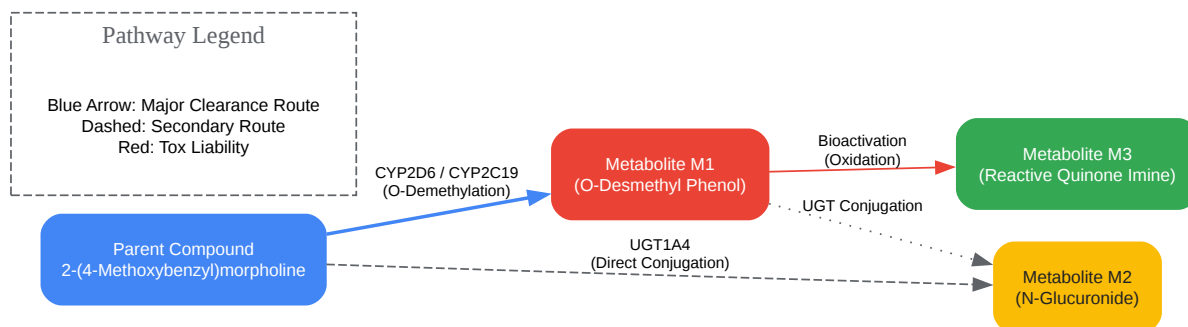 Pathway Legend
Blue Arrow: Major Clearance Route
Dashed: Secondary Route
Red: Tox Liability
Parent Compound
2-(4-Methoxybenzyl)morpholine
CYP2D6 / CYP2C19
(O-Demethylation)
Metabolite M1
(O-Desmethyl Phenol)
Bioactivation
(Oxidation)
Metabolite M3
(Reactive Quinone Imine)
UGT Conjugation
UGT1A4
(Direct Conjugation)
Metabolite M2
(N-Glucuronide)